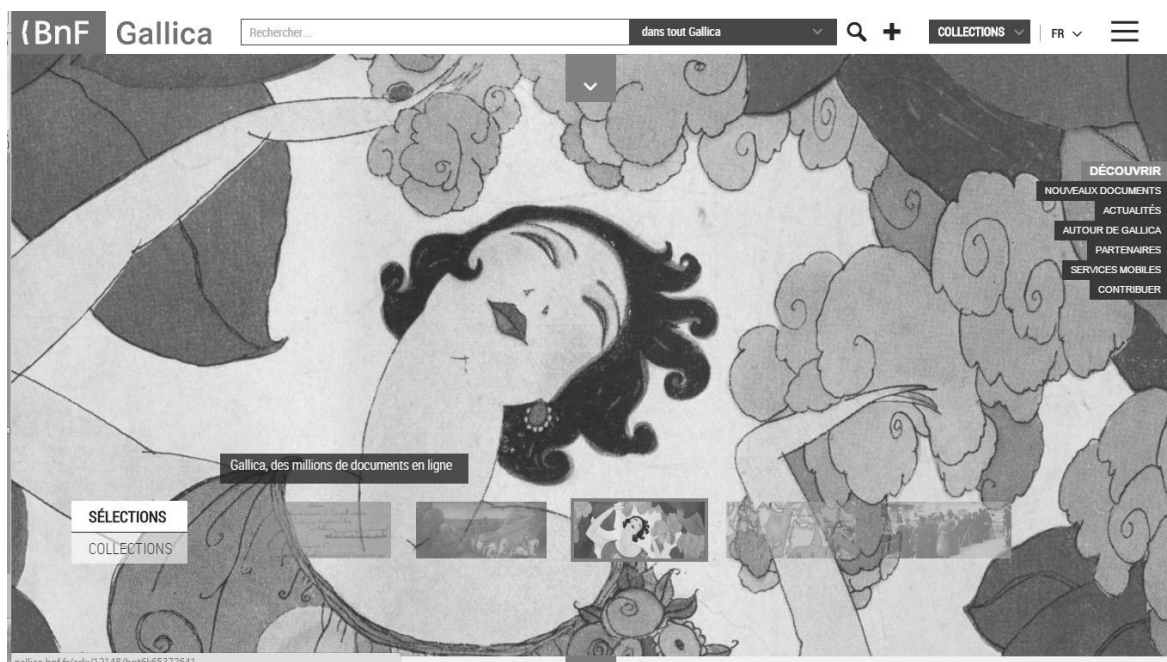 {BnF Gallica
Rechercher...
dans tout Gallica
COLLECTIONS
FR
DÉCOUVRIR
NOUVEAUX DOCUMENTS
ACTUALITÉS
AUTOUR DE GALLICA
PARTENAIRES
SERVICES MOBILES
CONTRIBUER
Gallica, des millions de documents en ligne
SÉLECTIONS
COLLECTIONS